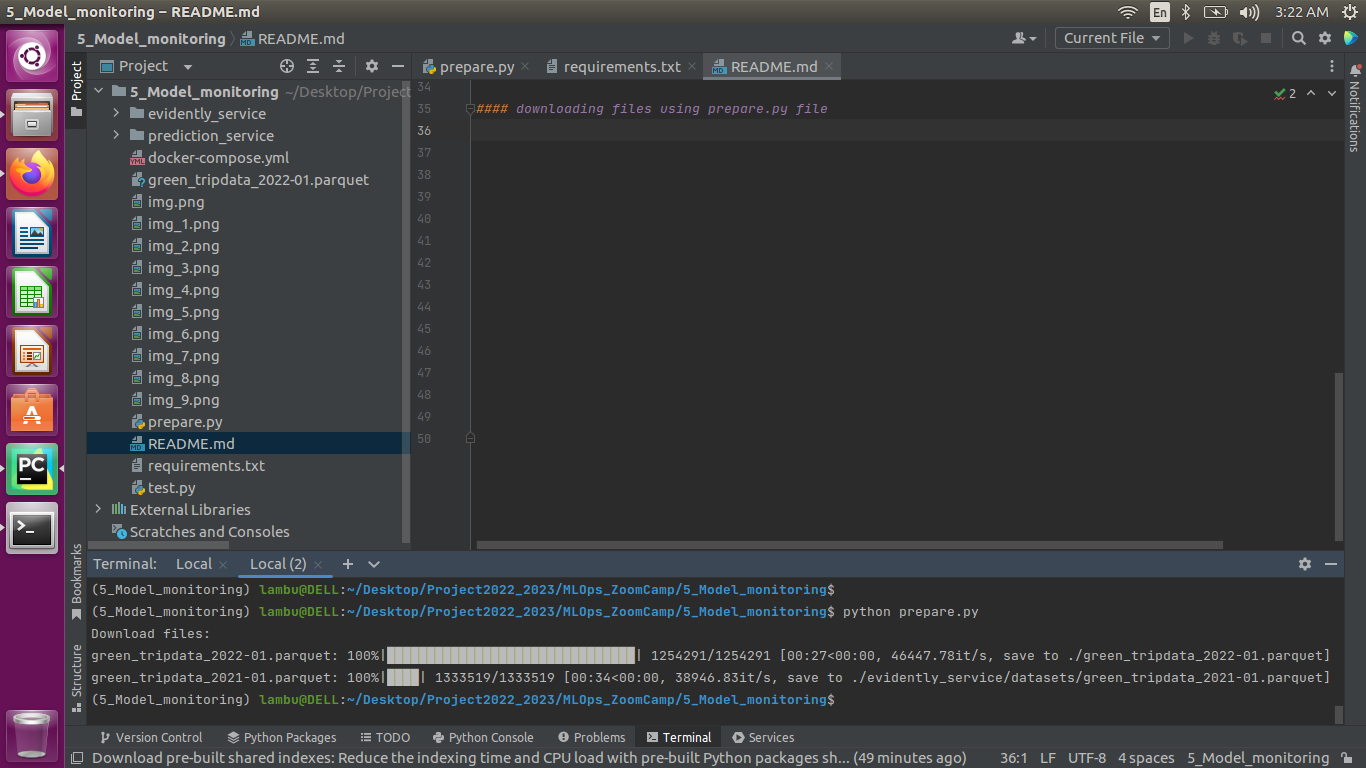 5_Model_monitoring – README.md
En
3:22 AM
5_Model_monitoring
README.md
Current File
Project
Project
prepare.py
requirements.txt
README.md
Notifications
5_Model_monitoring ~/Desktop/Project
evidently_service
prediction_service
docker-compose.yml
green_tripdata_2022-01.parquet
img.png
img_1.png
img_2.png
img_3.png
img_4.png
img_5.png
img_6.png
img_7.png
img_8.png
img_9.png
prepare.py
README.md
requirements.txt
test.py
External Libraries
Scratches and Consoles
34
35 #### downloading files using prepare.py file
2
36
37
38
39
40
41
42
43
44
45
46
47
48
49
50
Bookmarks
Structure
Terminal: Local Local (2)
(5_Model_monitoring) lambu@DELL:~/Desktop/Project2022_2023/MLOps_ZoomCamp/5_Model_monitoring$
(5_Model_monitoring) lambu@DELL:~/Desktop/Project2022_2023/MLOps_ZoomCamp/5_Model_monitoring$ python prepare.py
Download files:
green_tripdata_2022-01.parquet: 100%|| 1254291/1254291 [00:27<00:00, 46447.78it/s, save to ./green_tripdata_2022-01.parquet]
green_tripdata_2021-01.parquet: 100%|| 1333519/1333519 [00:34<00:00, 38946.83it/s, save to ./evidently_service/datasets/green_tripdata_2021-01.parquet]
(5_Model_monitoring) lambu@DELL:~/Desktop/Project2022_2023/MLOps_ZoomCamp/5_Model_monitoring$
Version Control Python Packages TODO Python Console Problems Terminal Services
Download pre-built shared indexes: Reduce the indexing time and CPU load with pre-built Python packages sh... (49 minutes ago) 36:1 LF UTF-8 4 spaces 5_Model_monitoring